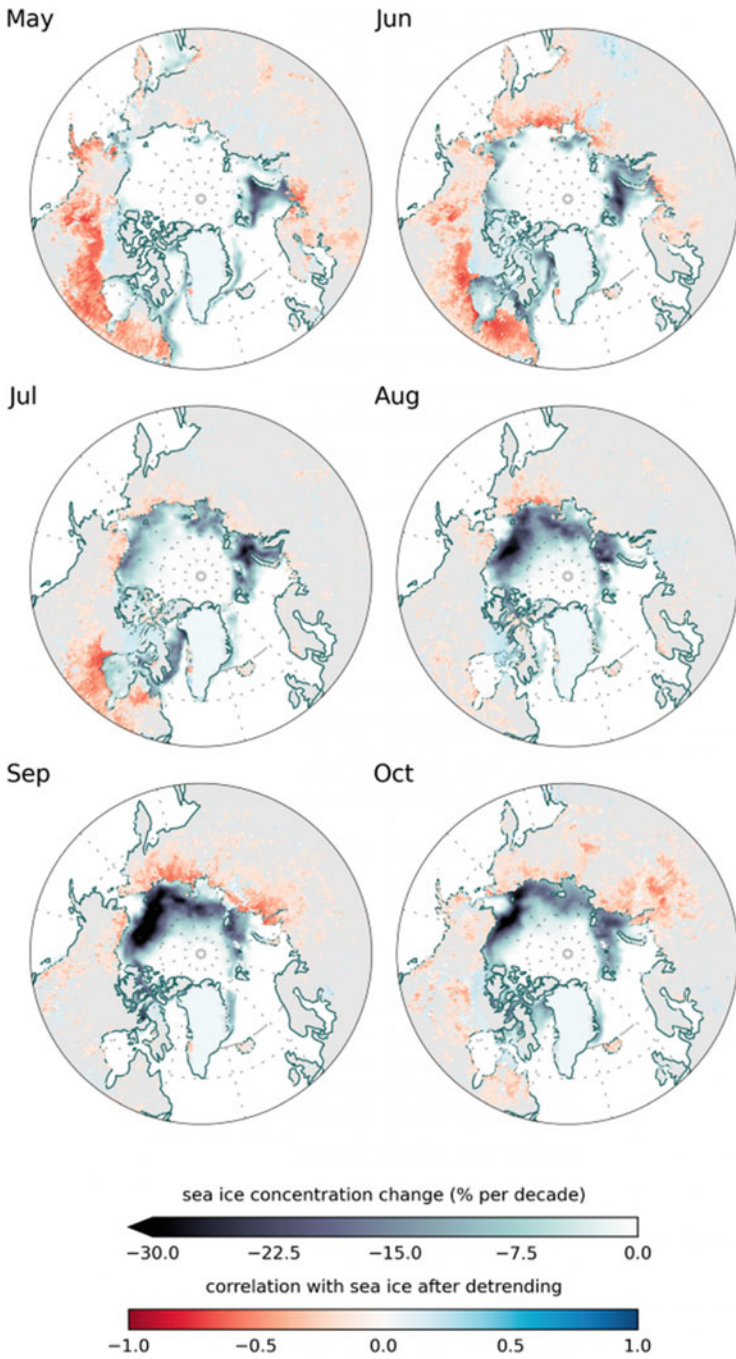 May Jun
Jul Aug
Sep Oct
sea ice concentration change (% per decade)
−30.0 −22.5 −15.0 −7.5 0.0
correlation with sea ice after detrending
−1.0 −0.5 0.0 0.5 1.0